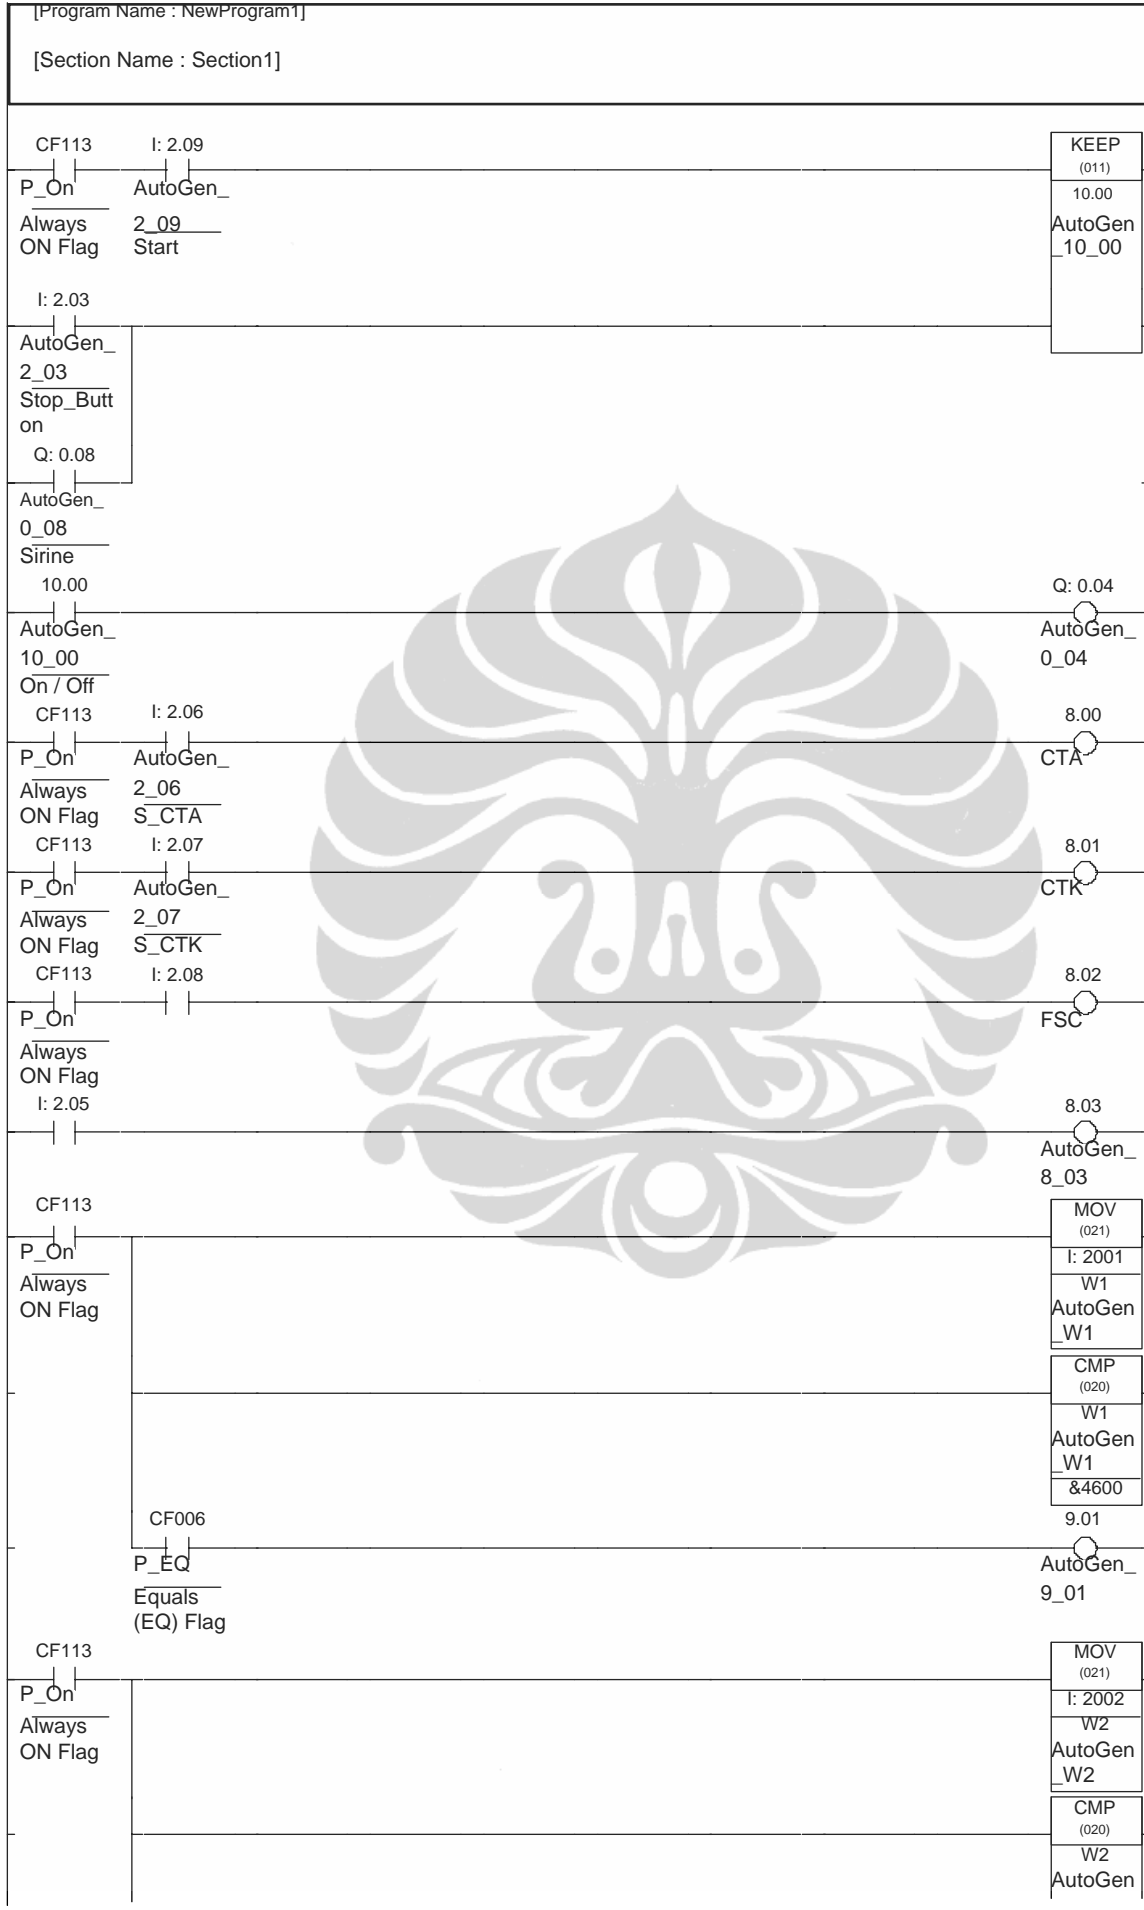 [Program Name : NewProgram1]
[Section Name : Section1]
CF113 I: 2.09 KEEP
(011)
P_On AutoGen_ 10.00
Always 2_09 AutoGen
ON Flag Start _10_00
I: 2.03
AutoGen_
2_03
Stop_Butt
on
Q: 0.08
AutoGen_
0_08
Sirine
10.00 Q: 0.04
AutoGen_ AutoGen_
10_00 0_04
On / Off
CF113 I: 2.06 8.00
P_On AutoGen_ CTA
Always 2_06
ON Flag S_CTA
CF113 I: 2.07 8.01
P_On AutoGen_ CTK
Always 2_07
ON Flag S_CTK
CF113 I: 2.08 8.02
P_On FSC
Always
ON Flag
I: 2.05 8.03
AutoGen_
8_03
CF113 MOV
(021)
P_On I: 2001
Always W1
ON Flag AutoGen
_W1
CMP
(020)
W1
AutoGen
_W1
&4600
CF006 9.01
P_EQ AutoGen_
Equals 9_01
(EQ) Flag
CF113 MOV
(021)
P_On I: 2002
Always W2
ON Flag AutoGen
_W2
CMP
(020)
W2
AutoGen